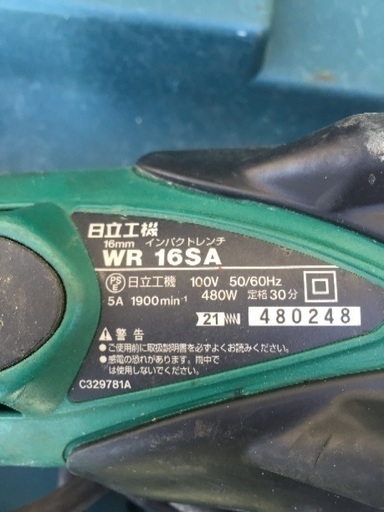 日立工機
16mm インパクトレンチ
WR 16SA
PSE 日立工機 100V 50/60Hz
5A 1900min⁻¹ 480W 定格30分
21 480248
⚠警告
●ご使用前に取扱説明書を必ずよくお読みください。
●感電の恐れがあります。雨中で
は使用しないでください。
C329781A